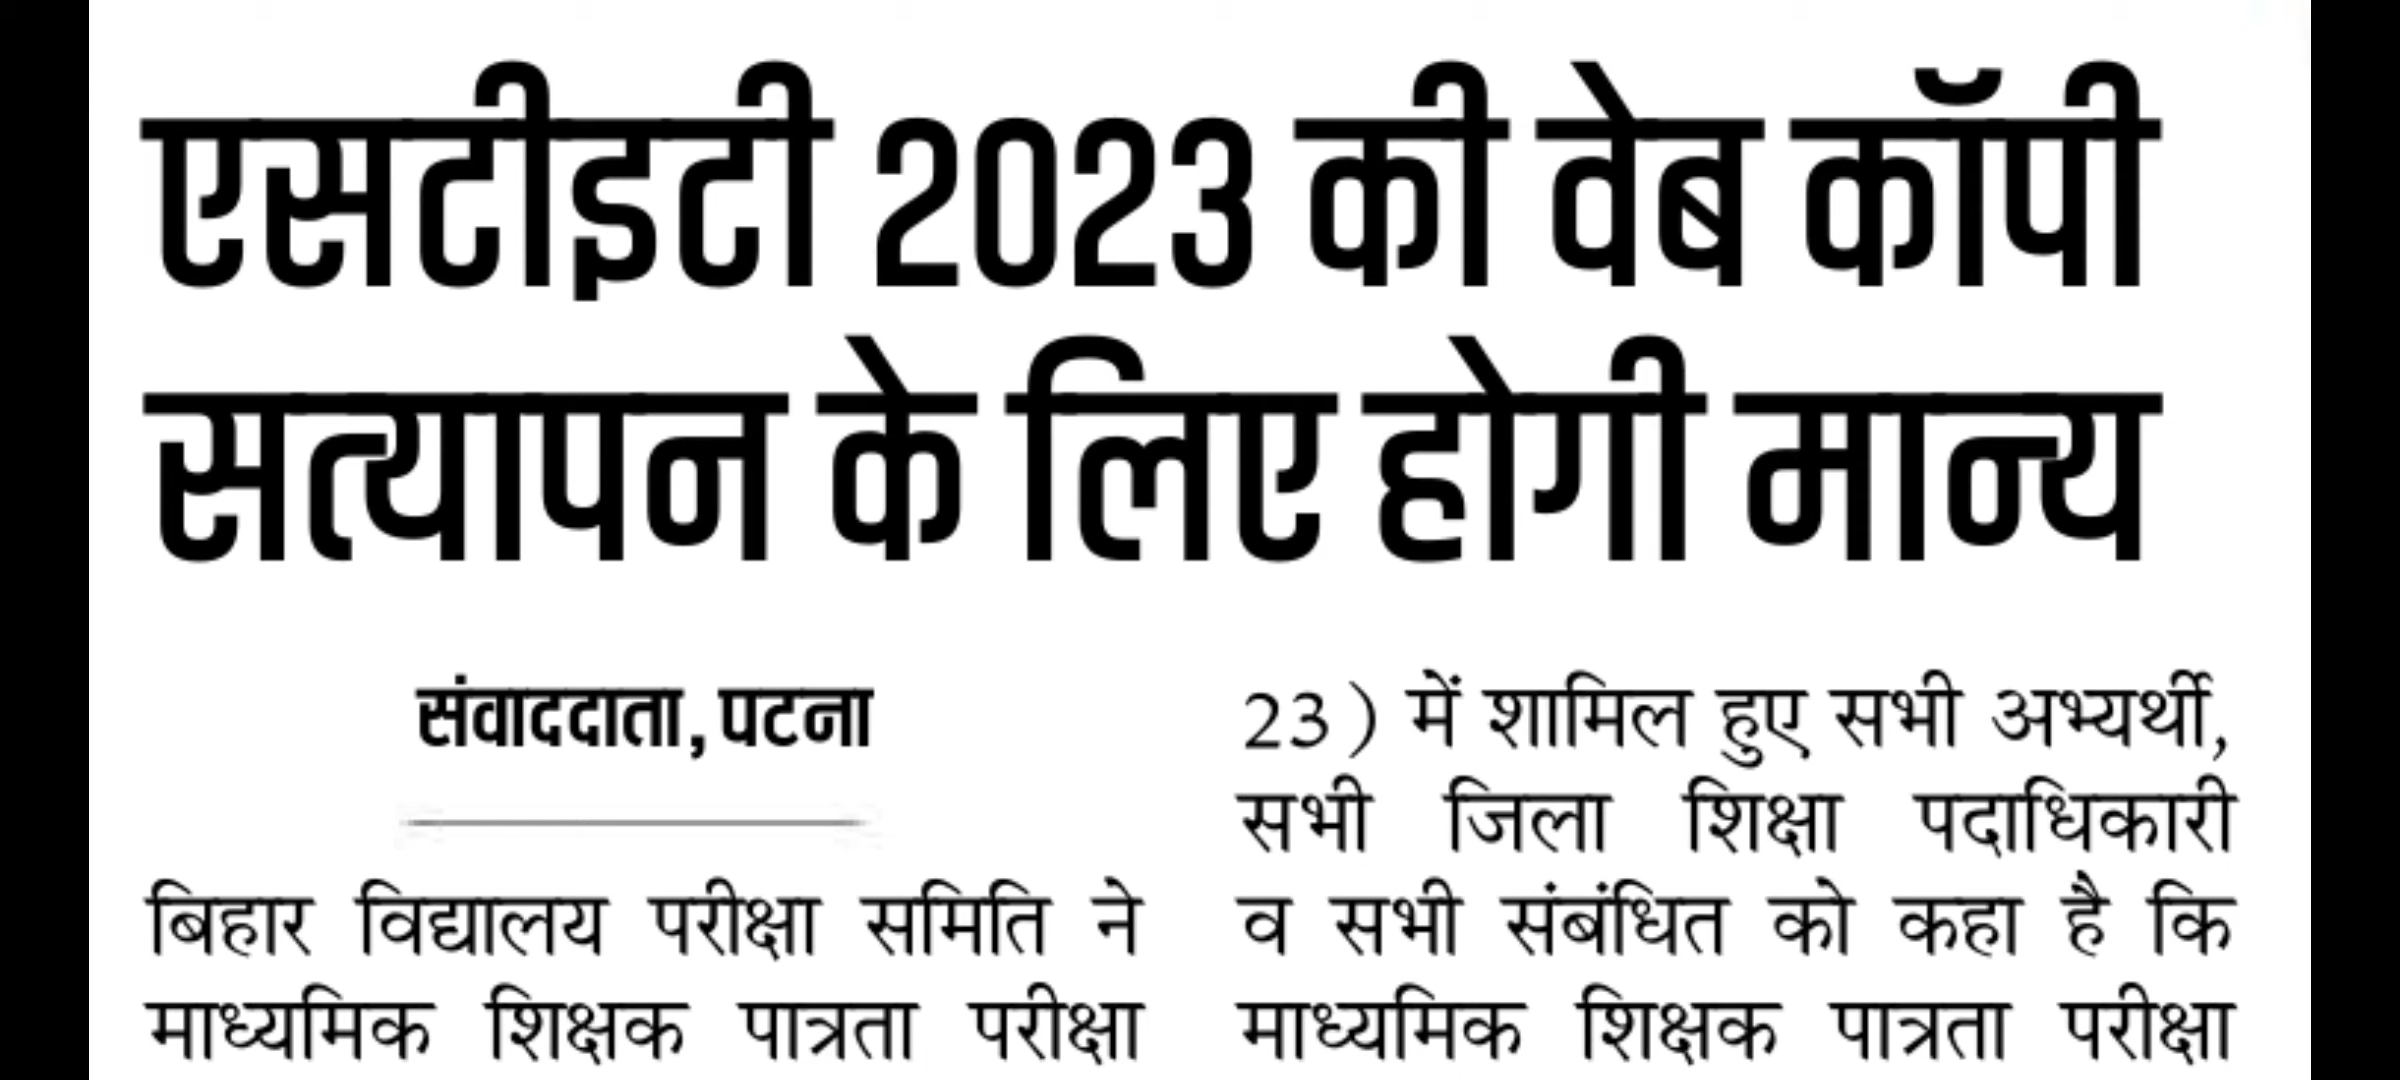 एसटीइटी 2023 की वेब कॉपी
सत्यापन के लिए होगी मान्य
संवाददाता, पटना
बिहार विद्यालय परीक्षा समिति ने
माध्यमिक शिक्षक पात्रता परीक्षा
23) में शामिल हुए सभी अभ्यर्थी,
सभी जिला शिक्षा पदाधिकारी
व सभी संबंधित को कहा है कि
माध्यमिक शिक्षक पात्रता परीक्षा